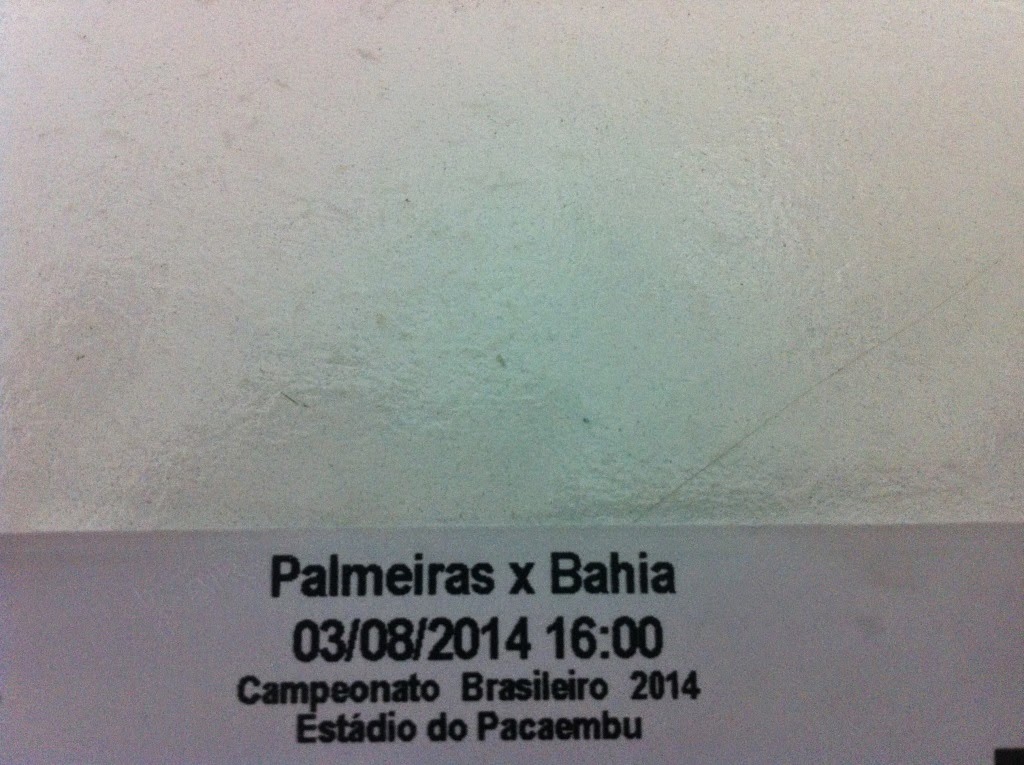 Palmeiras x Bahia
03/08/2014 16:00
Campeonato Brasileiro 2014
Estádio do Pacaembu